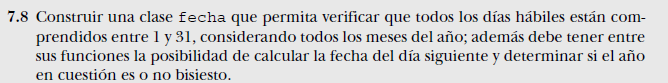 7.8 Construir una clase fecha que permita verificar que todos los días hábiles están com-
prendidos entre 1 y 31, considerando todos los meses del año; además debe tener entre
sus funciones la posibilidad de calcular la fecha del día siguiente y determinar si el año
en cuestión es o no bisiesto.